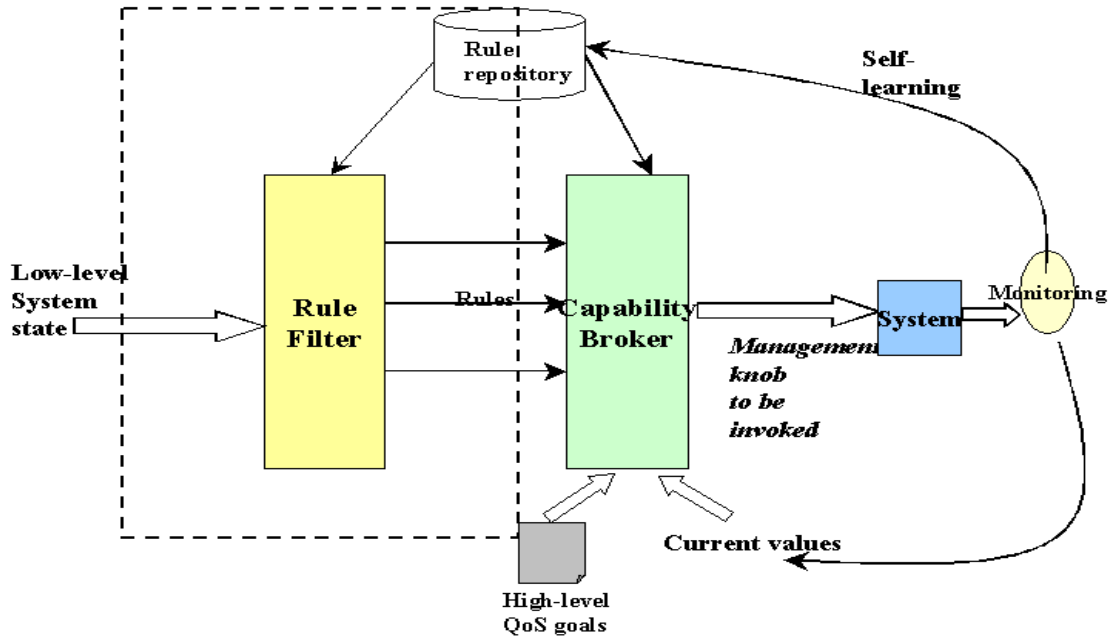 Rule
repository
Self-
learning
Low-level
System
state
Rule
Filter
Rules
Capability
Broker
Management
knob
to be
invoked
System
Monitoring
Current values
High-level
QoS goals